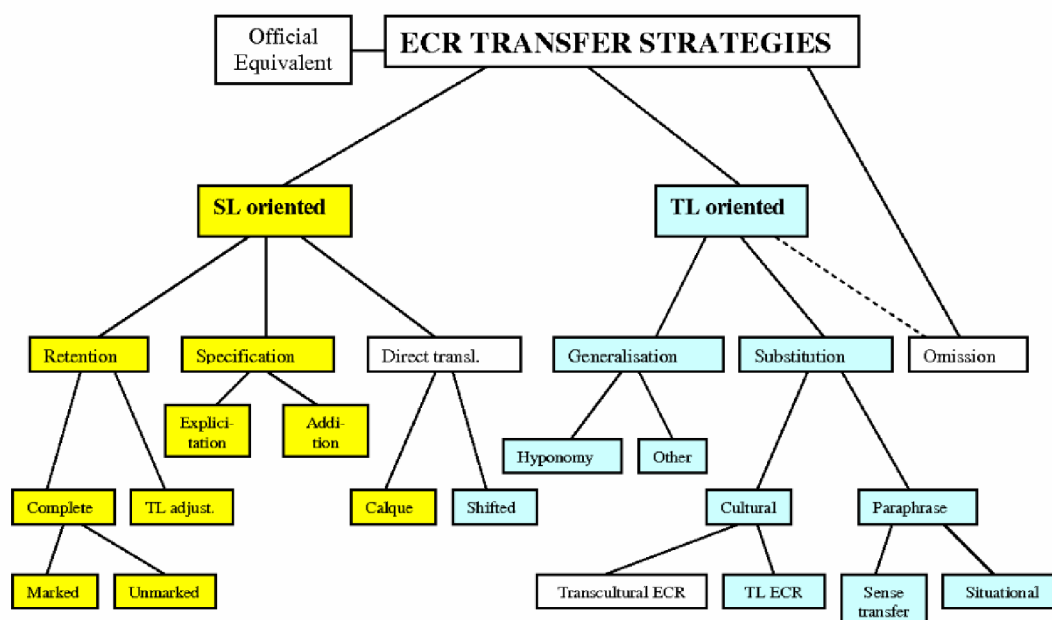 Official
Equivalent
ECR TRANSFER STRATEGIES
SL oriented
TL oriented
Retention
Specification
Direct transl.
Generalisation
Substitution
Omission
Explici-
tation
Addi-
tion
Hyponomy
Other
Complete
TL adjust.
Calque
Shifted
Cultural
Paraphrase
Marked
Unmarked
Transcultural ECR
TL ECR
Sense
transfer
Situational